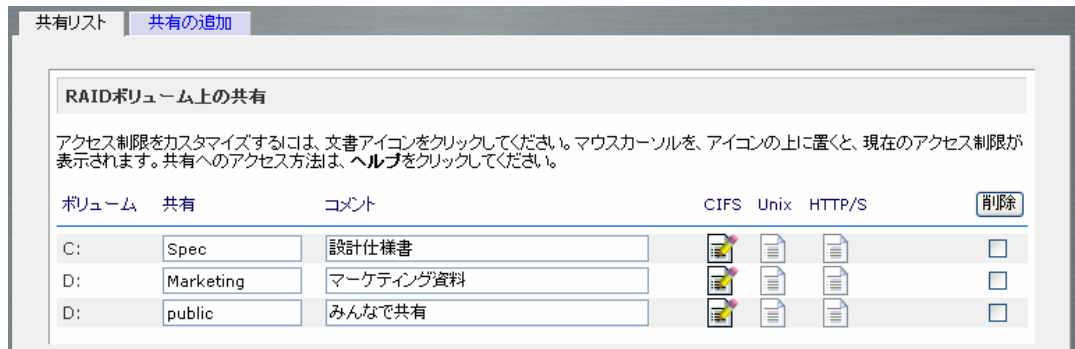 共有リスト 共有の追加
RAIDボリューム上の共有
アクセス制限をカスタマイズするには、文書アイコンをクリックしてください。マウスカーソルを、アイコンの上に置くと、現在のアクセス制限が
表示されます。共有へのアクセス方法は、ヘルプをクリックしてください。
ボリューム 共有 コメント CIFS Unix HTTP/S 削除
C: Spec 設計仕様書
D: Marketing マーケティング資料
D: public みんなで共有